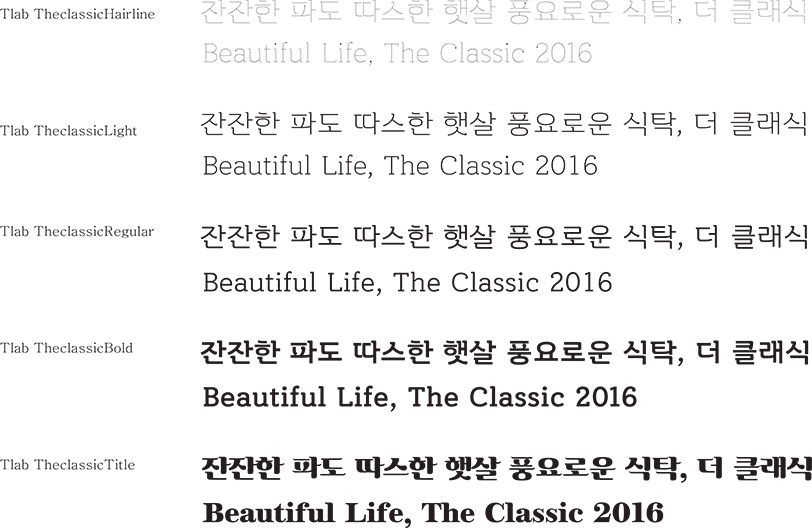 Tlab TheclassicHairline
잔잔한 파도 따스한 햇살 풍요로운 식탁, 더 클래식
Beautiful Life, The Classic 2016
Tlab TheclassicLight
잔잔한 파도 따스한 햇살 풍요로운 식탁, 더 클래식
Beautiful Life, The Classic 2016
Tlab TheclassicRegular
잔잔한 파도 따스한 햇살 풍요로운 식탁, 더 클래식
Beautiful Life, The Classic 2016
Tlab TheclassicBold
잔잔한 파도 따스한 햇살 풍요로운 식탁, 더 클래식
Beautiful Life, The Classic 2016
Tlab TheclassicTitle
잔잔한 파도 따스한 햇살 풍요로운 식탁, 더 클래식
Beautiful Life, The Classic 2016